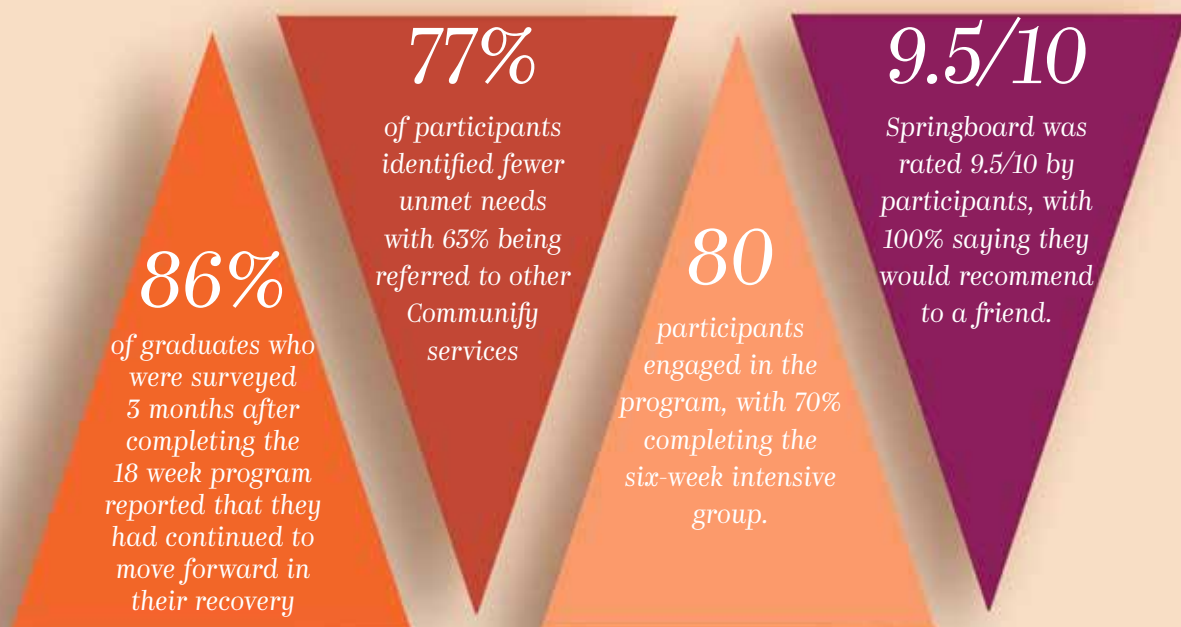 86%
of graduates who
were surveyed
3 months after
completing the
18 week program
reported that they
had continued to
move forward in
their recovery
77%
of participants
identified fewer
unmet needs
with 63% being
referred to other
Communify
services
80
participants
engaged in the
program, with 70%
completing the
six-week intensive
group.
9.5/10
Springboard was
rated 9.5/10 by
participants, with
100% saying they
would recommend
to a friend.